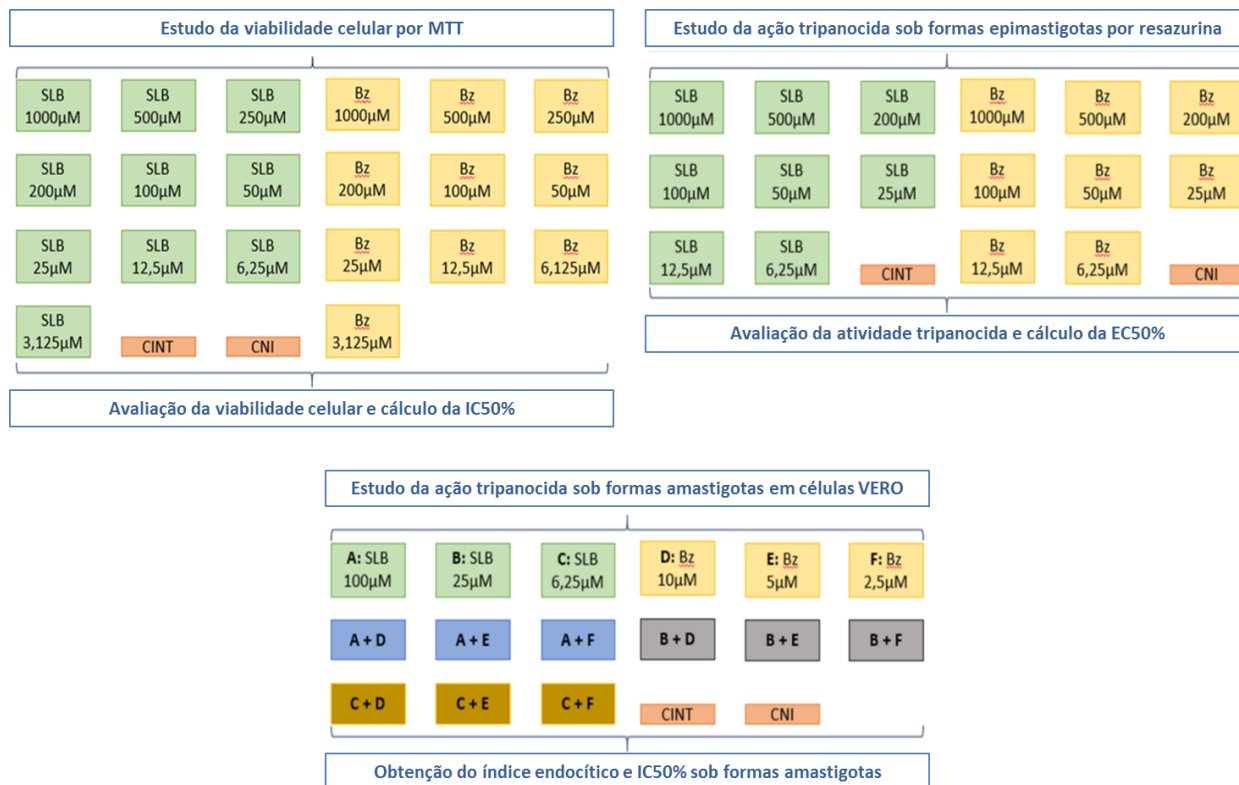 Estudo da viabilidade celular por MTT
SLB
1000µM
SLB
500µM
SLB
250µM
Bz
1000µM
Bz
500µM
Bz
250µM
SLB
200µM
SLB
100µM
SLB
50µM
Bz
200µM
Bz
100µM
Bz
50µM
SLB
25µM
SLB
12,5µM
SLB
6,25µM
Bz
25µM
Bz
12,5µM
Bz
6,125µM
SLB
3,125µM
CINT
CNI
Bz
3,125µM
Avaliação da viabilidade celular e cálculo da IC50%
Estudo da ação tripanocida sob formas epimastigotas por resazurina
SLB
1000µM
SLB
500µM
SLB
200µM
Bz
1000µM
Bz
500µM
Bz
200µM
SLB
100µM
SLB
50µM
SLB
25µM
Bz
100µM
Bz
50µM
Bz
25µM
SLB
12,5µM
SLB
6,25µM
CINT
Bz
12,5µM
Bz
6,25µM
CNI
Avaliação da atividade tripanocida e cálculo da EC50%
Estudo da ação tripanocida sob formas amastigotas em células VERO
A: SLB
100µM
B: SLB
25µM
C: SLB
6,25µM
D: Bz
10µM
E: Bz
5µM
F: Bz
2,5µM
A + D
A + E
A + F
B + D
B + E
B + F
C + D
C + E
C + F
CINT
CNI
Obtenção do índice endocítico e IC50% sob formas amastigotas